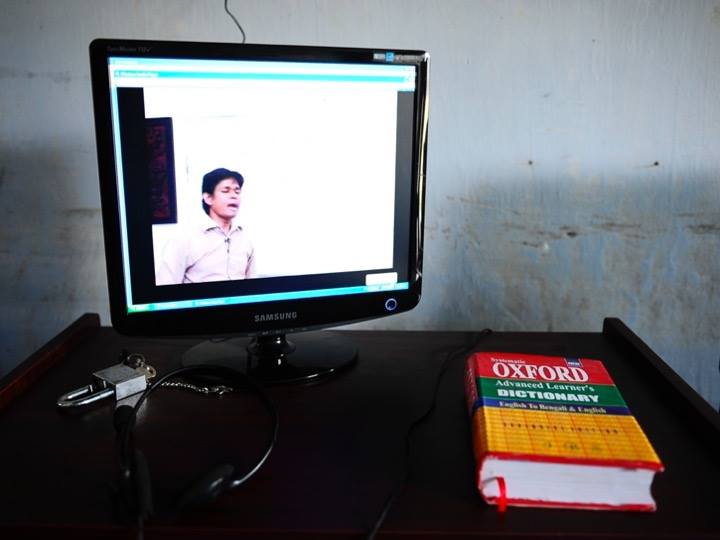 SAMSUNG
Systematic
OXFORD
Advanced Learner's
DICTIONARY
English To Bengali & English